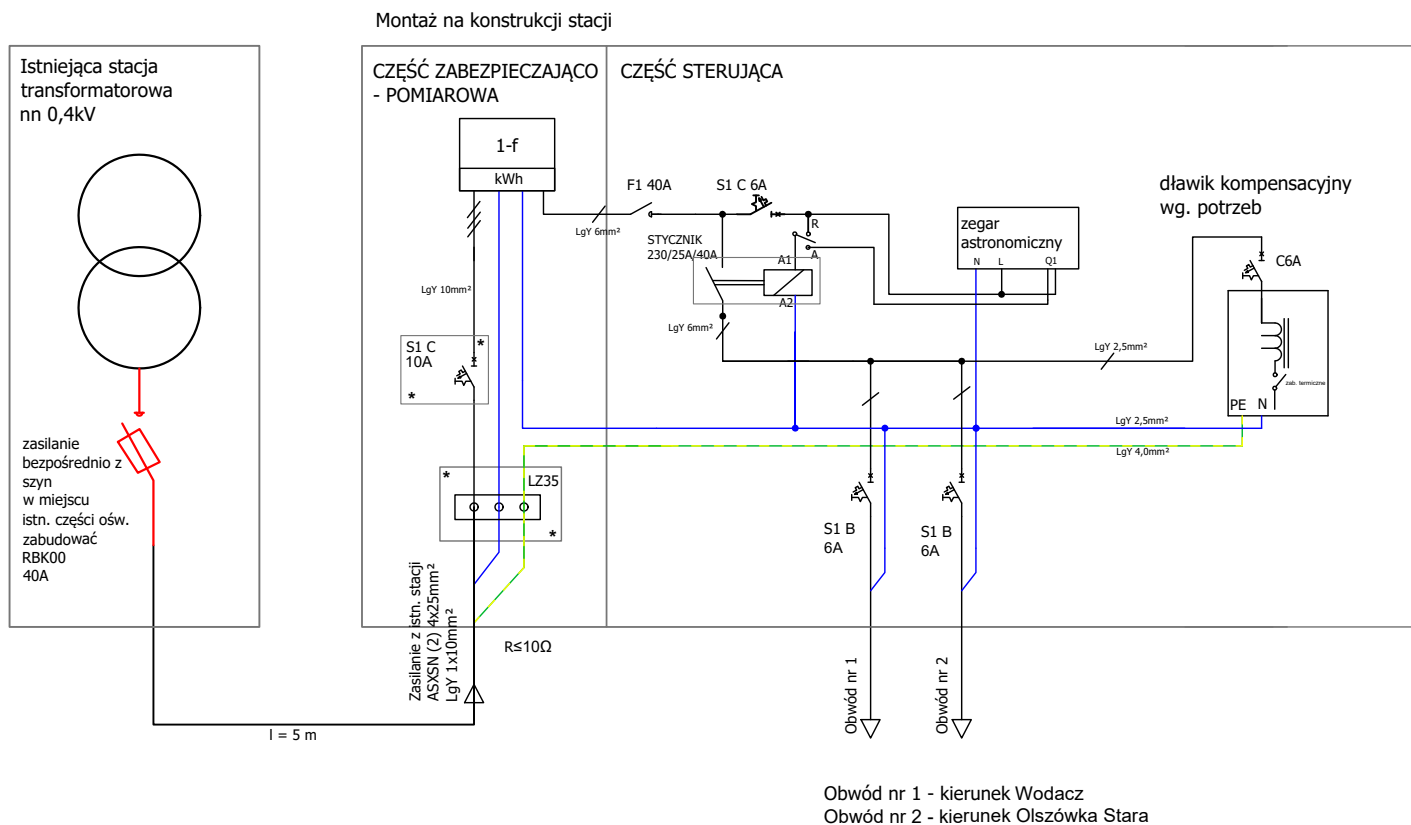 Montaż na konstrukcji stacji
Istniejąca stacja
transformatorowa
nn 0,4kV
CZĘŚĆ ZABEZPIECZAJĄCO
- POMIAROWA
CZĘŚĆ STERUJĄCA
1-f
kWh
F1 40A
S1 C 6A
LgY 6mm²
STYCZNIK
230/25A/40A
R
A
A1
A2
zegar
astronomiczny
N
L
Q1
dławik kompensacyjny
wg. potrzeb
C6A
LgY 10mm²
LgY 6mm²
LgY 2,5mm²
S1 C
10A
*
*
zab. termiczne
PE
N
LgY 2,5mm²
LgY 4,0mm²
zasilanie
bezpośrednio z
szyn
w miejscu
istn. części ośw.
zabudować
RBK00
40A
*
LZ35
*
S1 B
6A
S1 B
6A
Zasilanie z istn. stacji
ASXSN (2) 4x25mm²
LgY 1x10mm²
R≤10Ω
Obwód nr 1
Obwód nr 2
l = 5 m
Obwód nr 1 - kierunek Wodacz
Obwód nr 2 - kierunek Olszówka Stara